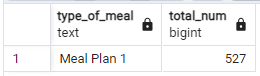 type_of_meal total_num
text bigint
1 Meal Plan 1 527